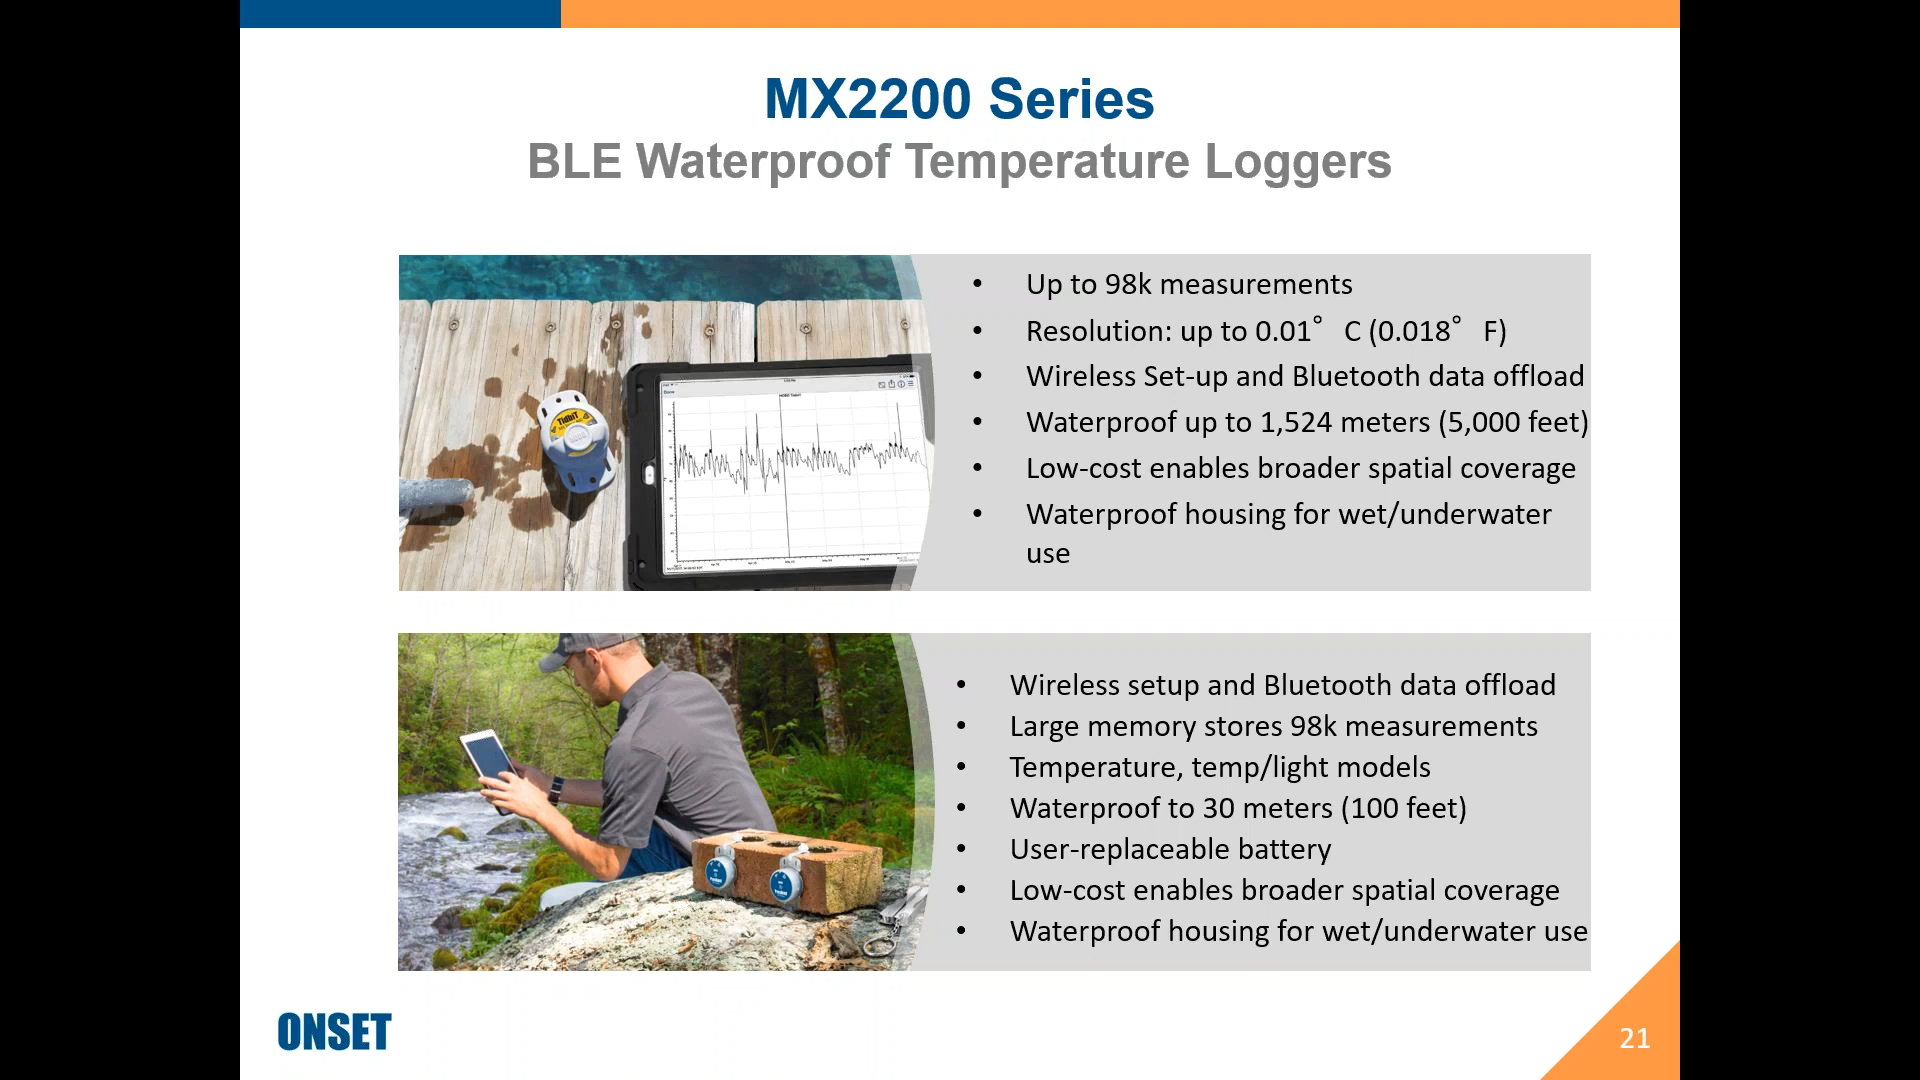 MX2200 Series
BLE Waterproof Temperature Loggers
• Up to 98k measurements
• Resolution: up to 0.01° C (0.018° F)
• Wireless Set-up and Bluetooth data offload
• Waterproof up to 1,524 meters (5,000 feet)
• Low-cost enables broader spatial coverage
• Waterproof housing for wet/underwater
use
TidbiT
• Wireless setup and Bluetooth data offload
• Large memory stores 98k measurements
• Temperature, temp/light models
• Waterproof to 30 meters (100 feet)
• User-replaceable battery
• Low-cost enables broader spatial coverage
• Waterproof housing for wet/underwater use
ONSET
21